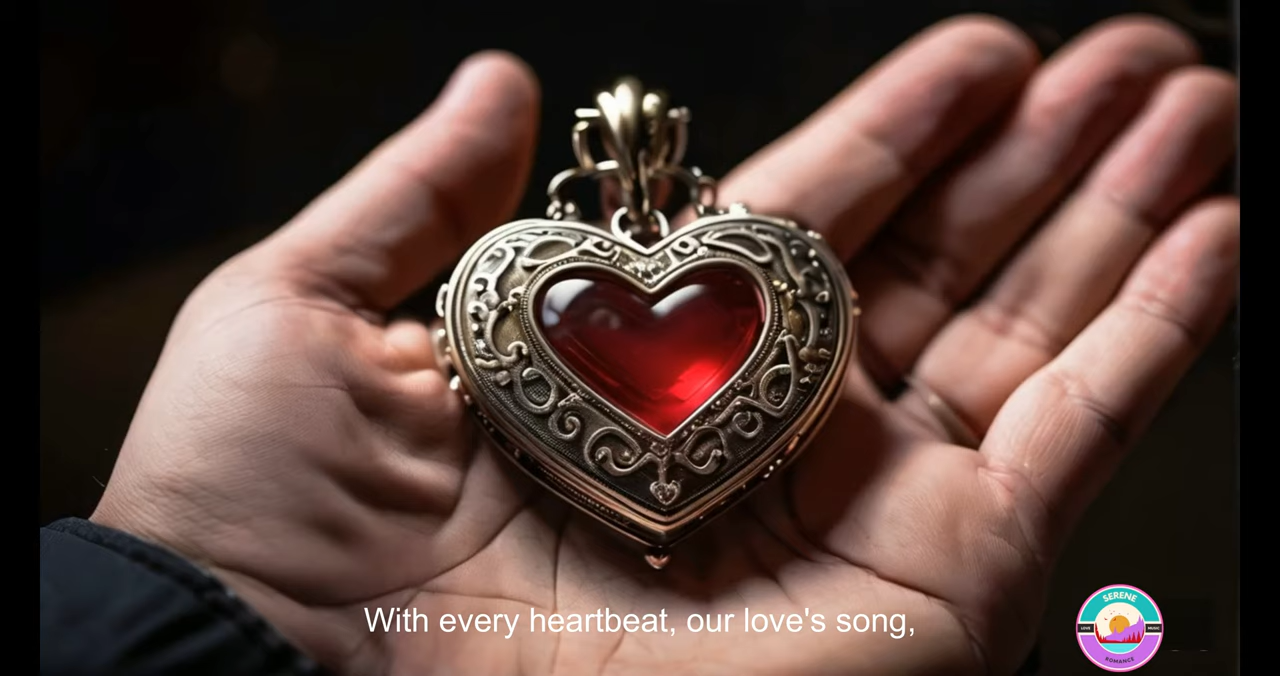 With every heartbeat, our love's song,
SERENE
LOVE
MUSIC
ROMANCE